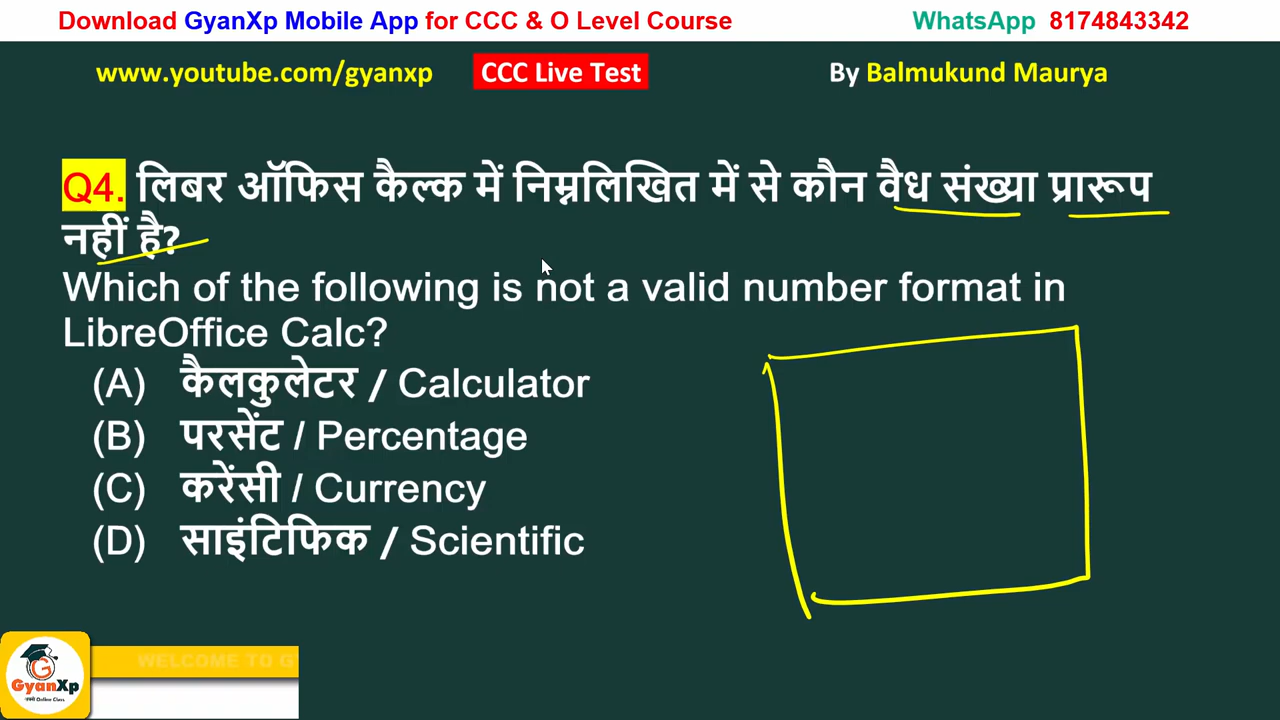 Download GyanXp Mobile App for CCC & O Level Course WhatsApp 8174843342
www.youtube.com/gyanxp CCC Live Test By Balmukund Maurya
Q4. लिबर ऑफिस कैल्क में निम्नलिखित में से कौन वैध संख्या प्रारूप
नहीं है?
Which of the following is not a valid number format in
LibreOffice Calc?
(A) कैलकुलेटर / Calculator
(B) परसेंट / Percentage
(C) करेंसी / Currency
(D) साइंटिफिक / Scientific
WELCOME TO G
GyanXp